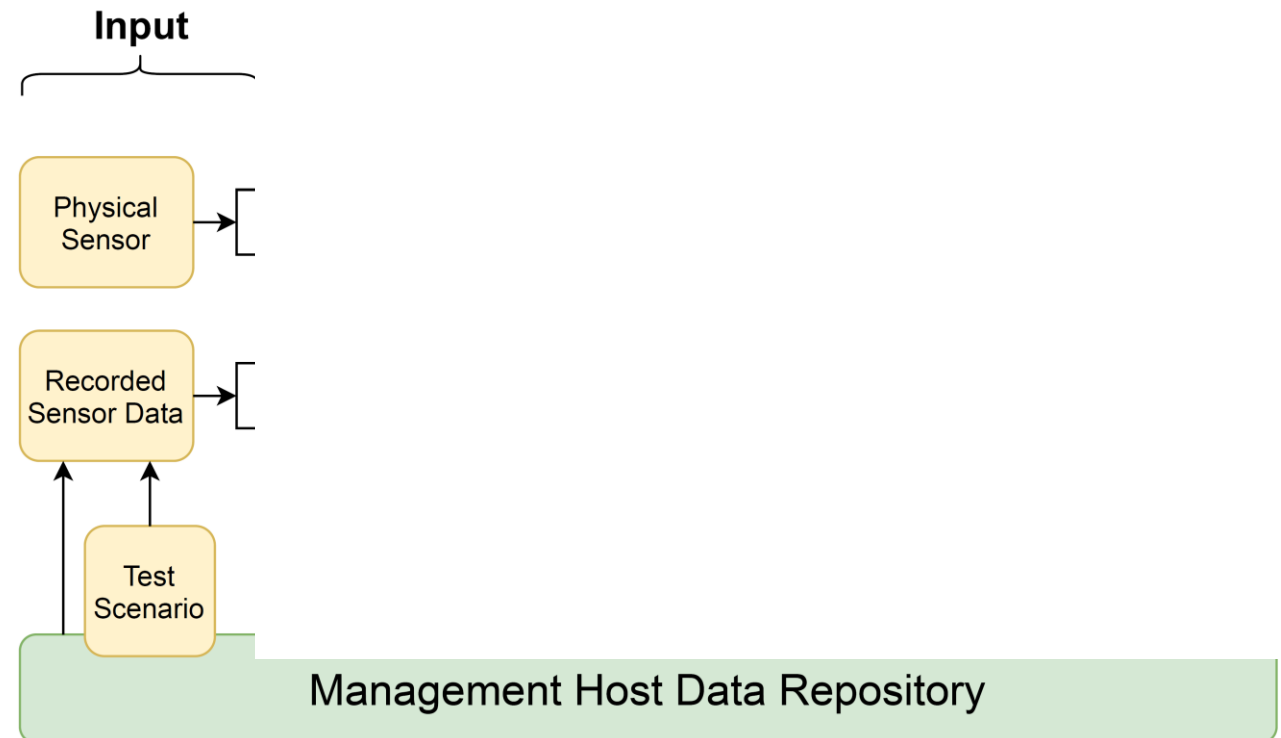 Input
Physical
Sensor
Recorded
Sensor Data
Test
Scenario
Management Host Data Repository